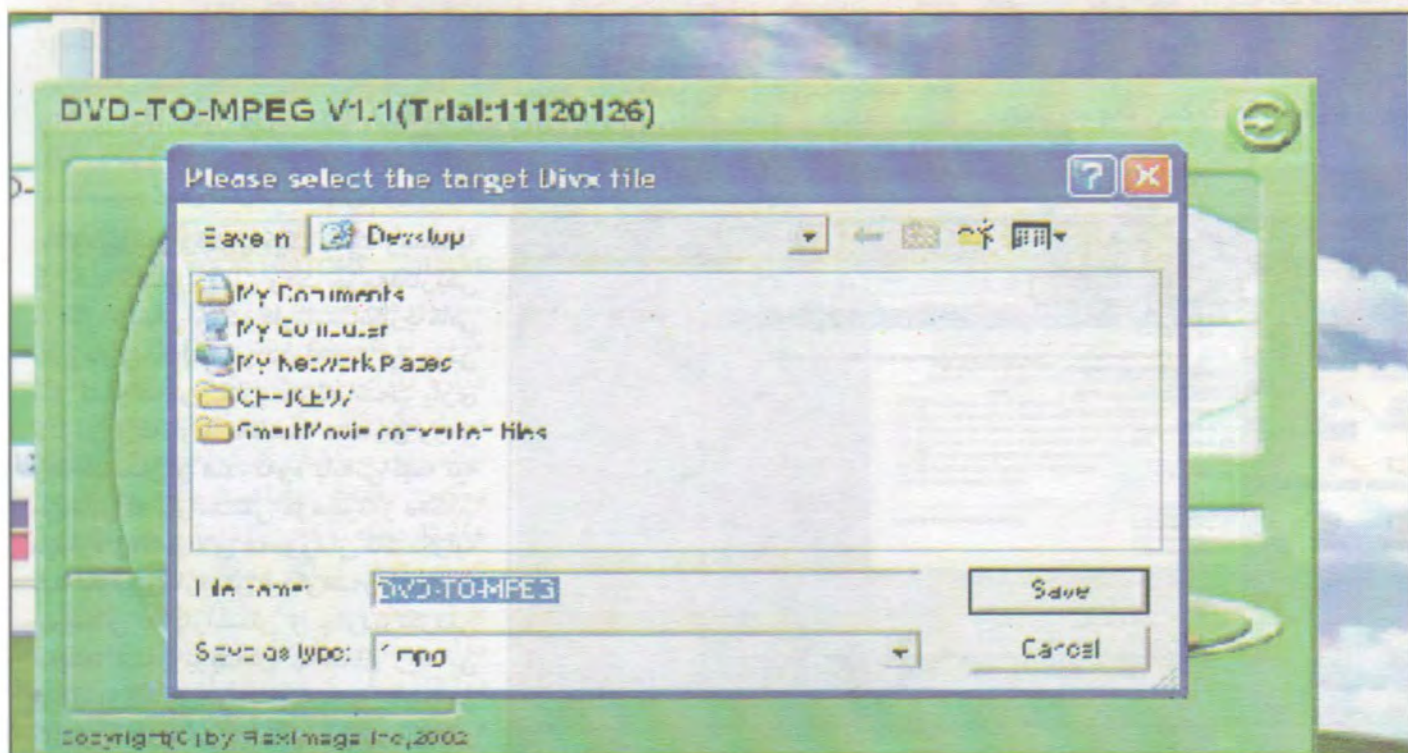 DVD-TO-MPEG V1.1(Trial:11120126)
Please select the target Divx file
Save in
My Documents
My Computer
My Network Places
SmartMovie converter files
File name: DVD-TO-MPEG
Save
Save as type: *.mpg
Cancel
Copyright(C)by Inc,2002